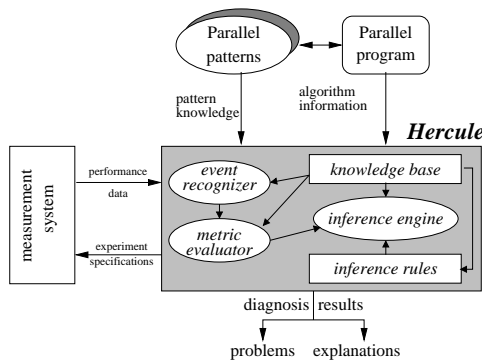 Parallel
patterns
Parallel
program
pattern
knowledge
algorithm
information
Hercule
measurement
system
performance
data
experiment
specifications
event
recognizer
metric
evaluator
knowledge base
inference engine
inference rules
diagnosis results
problems
explanations